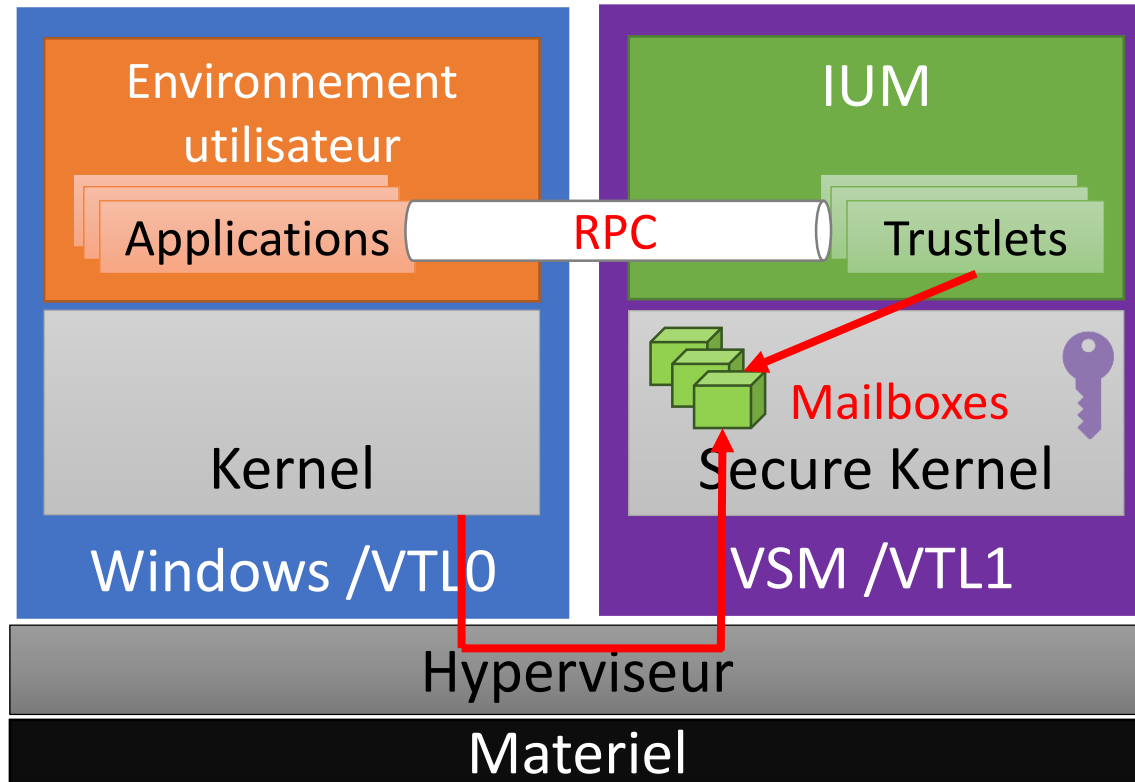 Environnement
utilisateur
Applications
IUM
RPC
Trustlets
Kernel
Mailboxes
Secure Kernel
Windows /VTL0
VSM /VTL1
Hyperviseur
Materiel